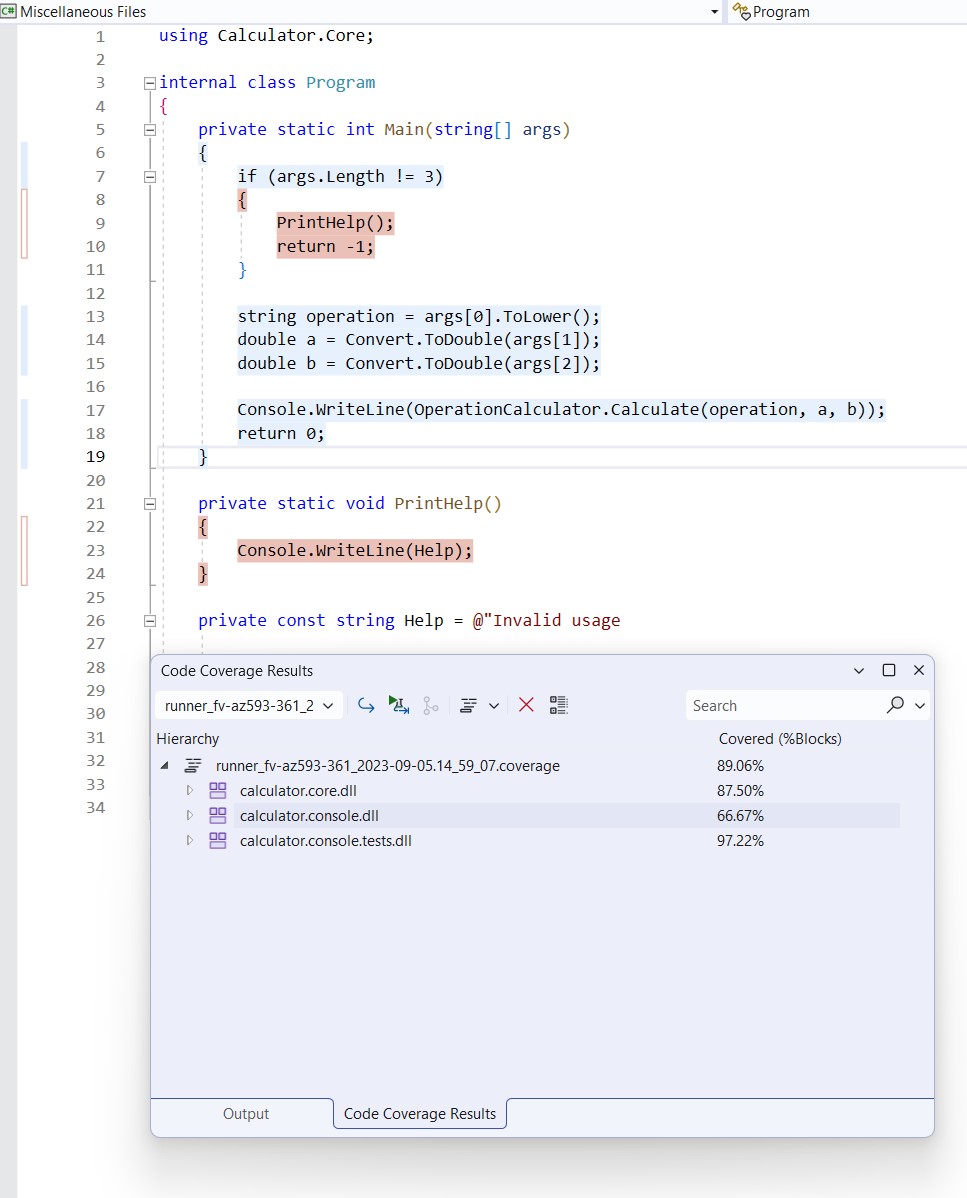 C# Miscellaneous Files Program
1 using Calculator.Core;
2
3 internal class Program
4 {
5 private static int Main(string[] args)
6 {
7 if (args.Length != 3)
8 {
9 PrintHelp();
10 return -1;
11 }
12
13 string operation = args[0].ToLower();
14 double a = Convert.ToDouble(args[1]);
15 double b = Convert.ToDouble(args[2]);
16
17 Console.WriteLine(OperationCalculator.Calculate(operation, a, b));
18 return 0;
19 }
20
21 private static void PrintHelp()
22 {
23 Console.WriteLine(Help);
24 }
25
26 private const string Help = @"Invalid usage
27
28
29
30
31
32
33
34
Code Coverage Results
runner_fv-az593-361_2 Search
Hierarchy Covered (%Blocks)
runner_fv-az593-361_2023-09-05.14_59_07.coverage 89.06%
calculator.core.dll 87.50%
calculator.console.dll 66.67%
calculator.console.tests.dll 97.22%
Output Code Coverage Results